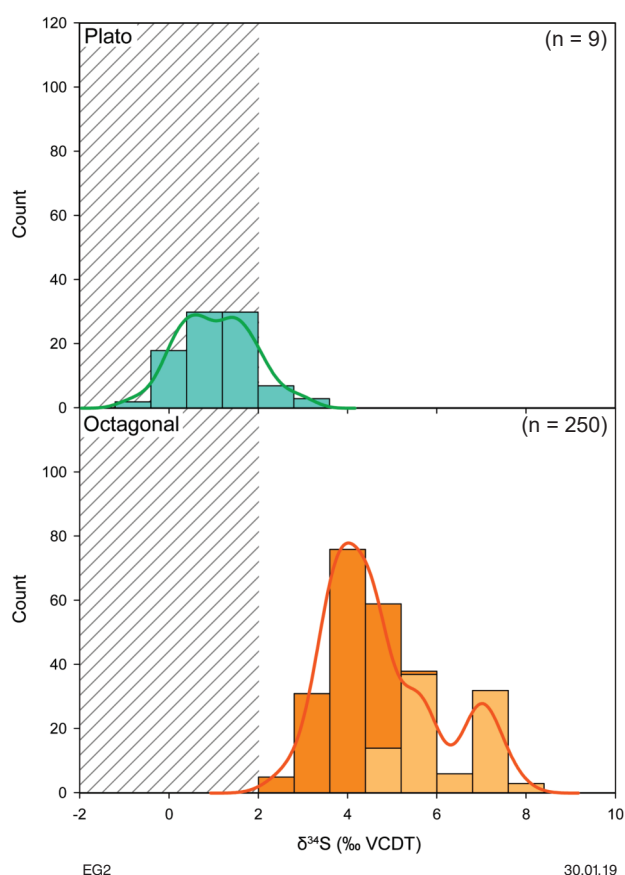 Plato
(n = 9)
120
100
80
60
40
20
0
Count
Octagonal
(n = 250)
100
80
60
40
20
0
Count
-2 0 2 4 6 8 10
δ³⁴S (‰ VCDT)
EG2
30.01.19